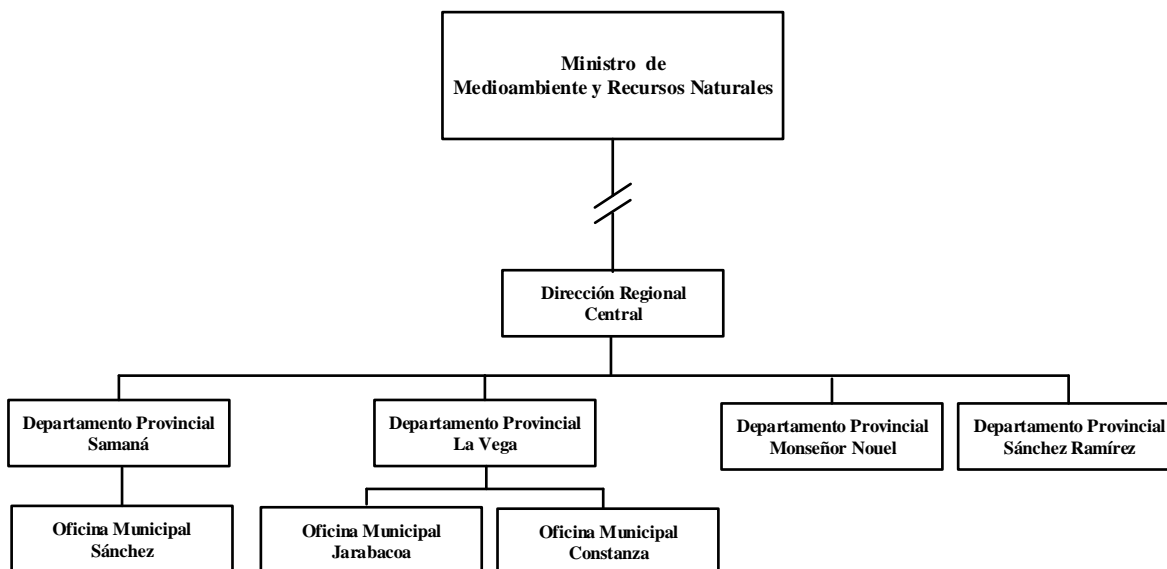 Ministro de
Medioambiente y Recursos Naturales
Dirección Regional
Central
Departamento Provincial
Samaná
Departamento Provincial
La Vega
Departamento Provincial
Monseñor Nouel
Departamento Provincial
Sánchez Ramírez
Oficina Municipal
Sánchez
Oficina Municipal
Jarabacoa
Oficina Municipal
Constanza